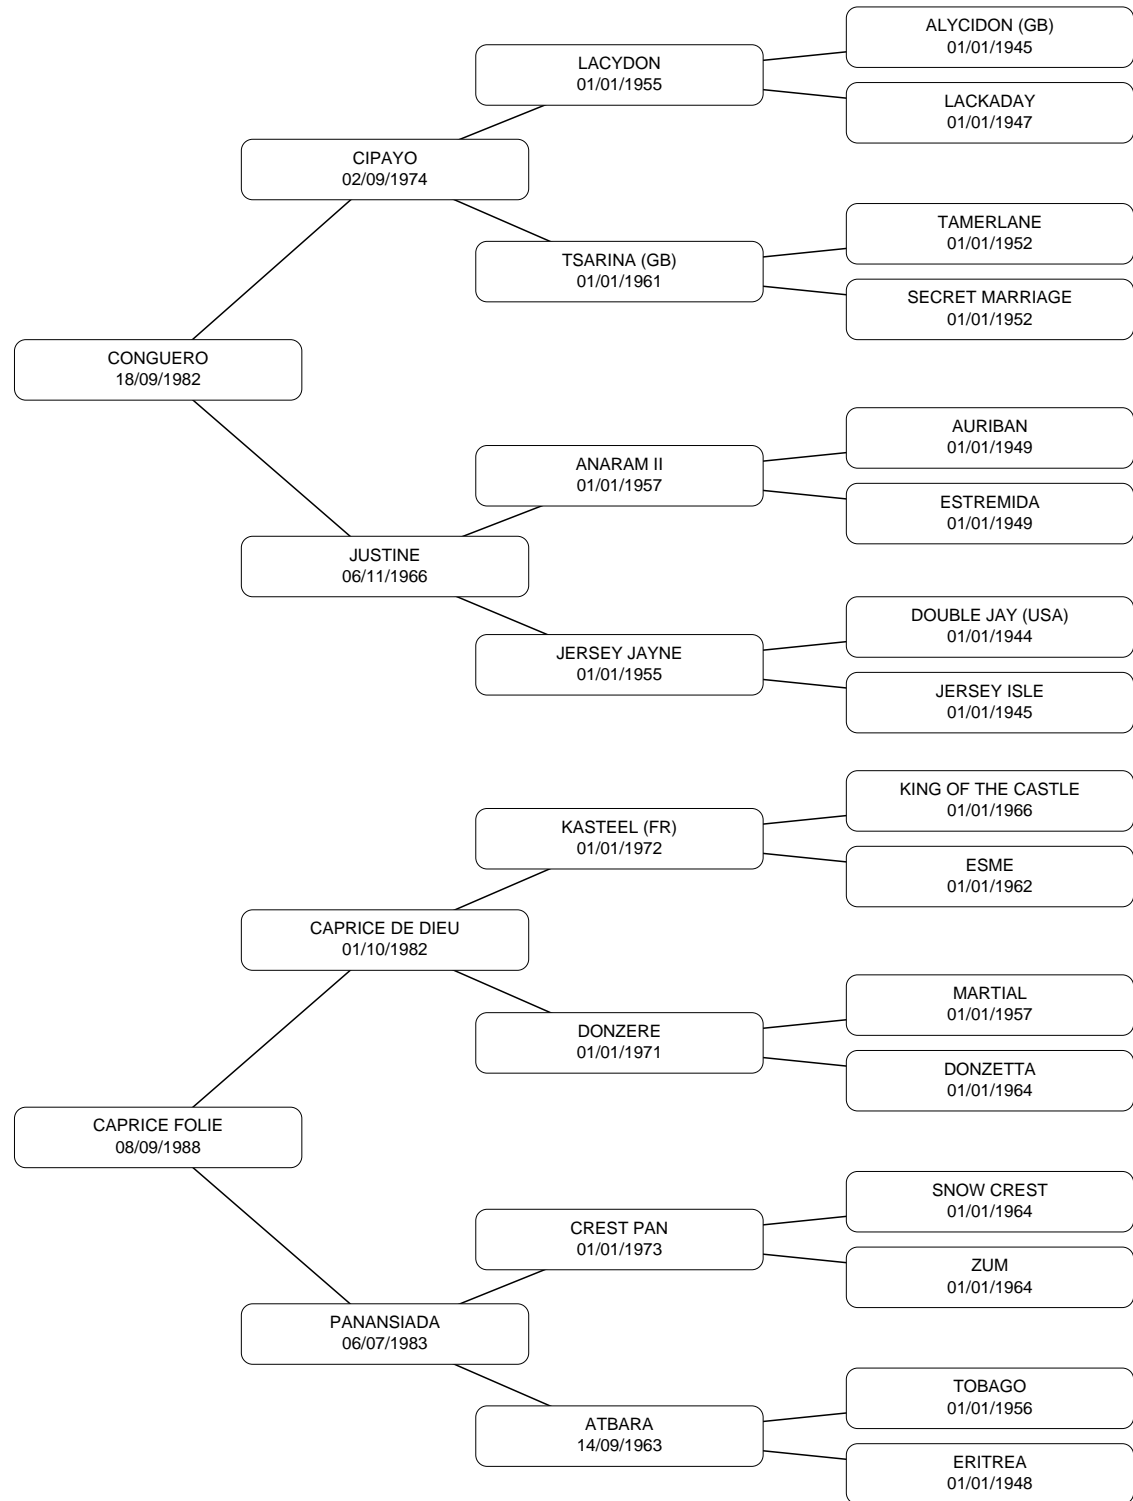 ALYCIDON (GB)
01/01/1945
LACYDON
01/01/1955
LACKADAY
01/01/1947
CIPAYO
02/09/1974
TAMERLANE
01/01/1952
TSARINA (GB)
01/01/1961
SECRET MARRIAGE
01/01/1952
CONGUERO
18/09/1982
AURIBAN
01/01/1949
ANARAM II
01/01/1957
ESTREMIDA
01/01/1949
JUSTINE
06/11/1966
DOUBLE JAY (USA)
01/01/1944
JERSEY JAYNE
01/01/1955
JERSEY ISLE
01/01/1945
KING OF THE CASTLE
01/01/1966
KASTEEL (FR)
01/01/1972
ESME
01/01/1962
CAPRICE DE DIEU
01/10/1982
MARTIAL
01/01/1957
DONZERE
01/01/1971
DONZETTA
01/01/1964
CAPRICE FOLIE
08/09/1988
SNOW CREST
01/01/1964
CREST PAN
01/01/1973
ZUM
01/01/1964
PANANSIADA
06/07/1983
TOBAGO
01/01/1956
ATBARA
14/09/1963
ERITREA
01/01/1948